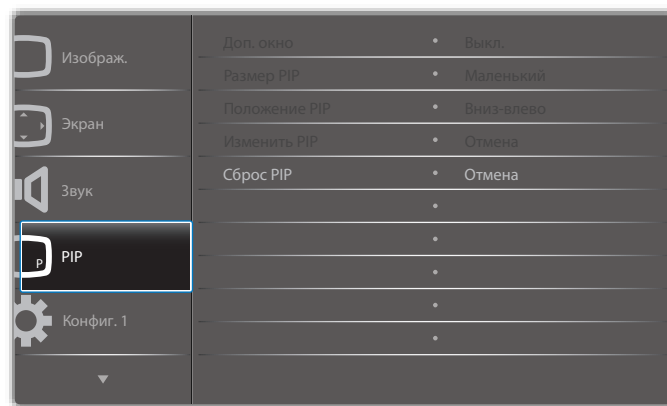 Изображ.
Экран
Звук
P
PIP
Конфиг. 1
Доп. окно • Выкл.
Размер PIP • Маленький
Положение PIP • Вниз-влево
Изменить PIP • Отмена
Сброс PIP • Отмена